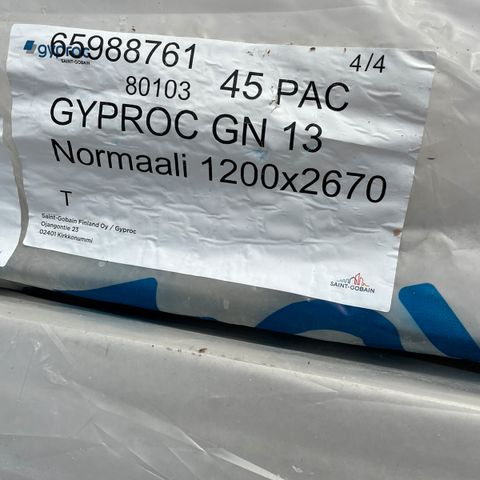 gyproc
SAINT-GOBAIN
65988761
4/4
80103 45 PAC
GYPROC GN 13
Normaali 1200x2670
T
Saint-Gobain Finland Oy / Gyproc
Ojangontie 23
02401 Kirkkonummi
SAINT-GOBAIN